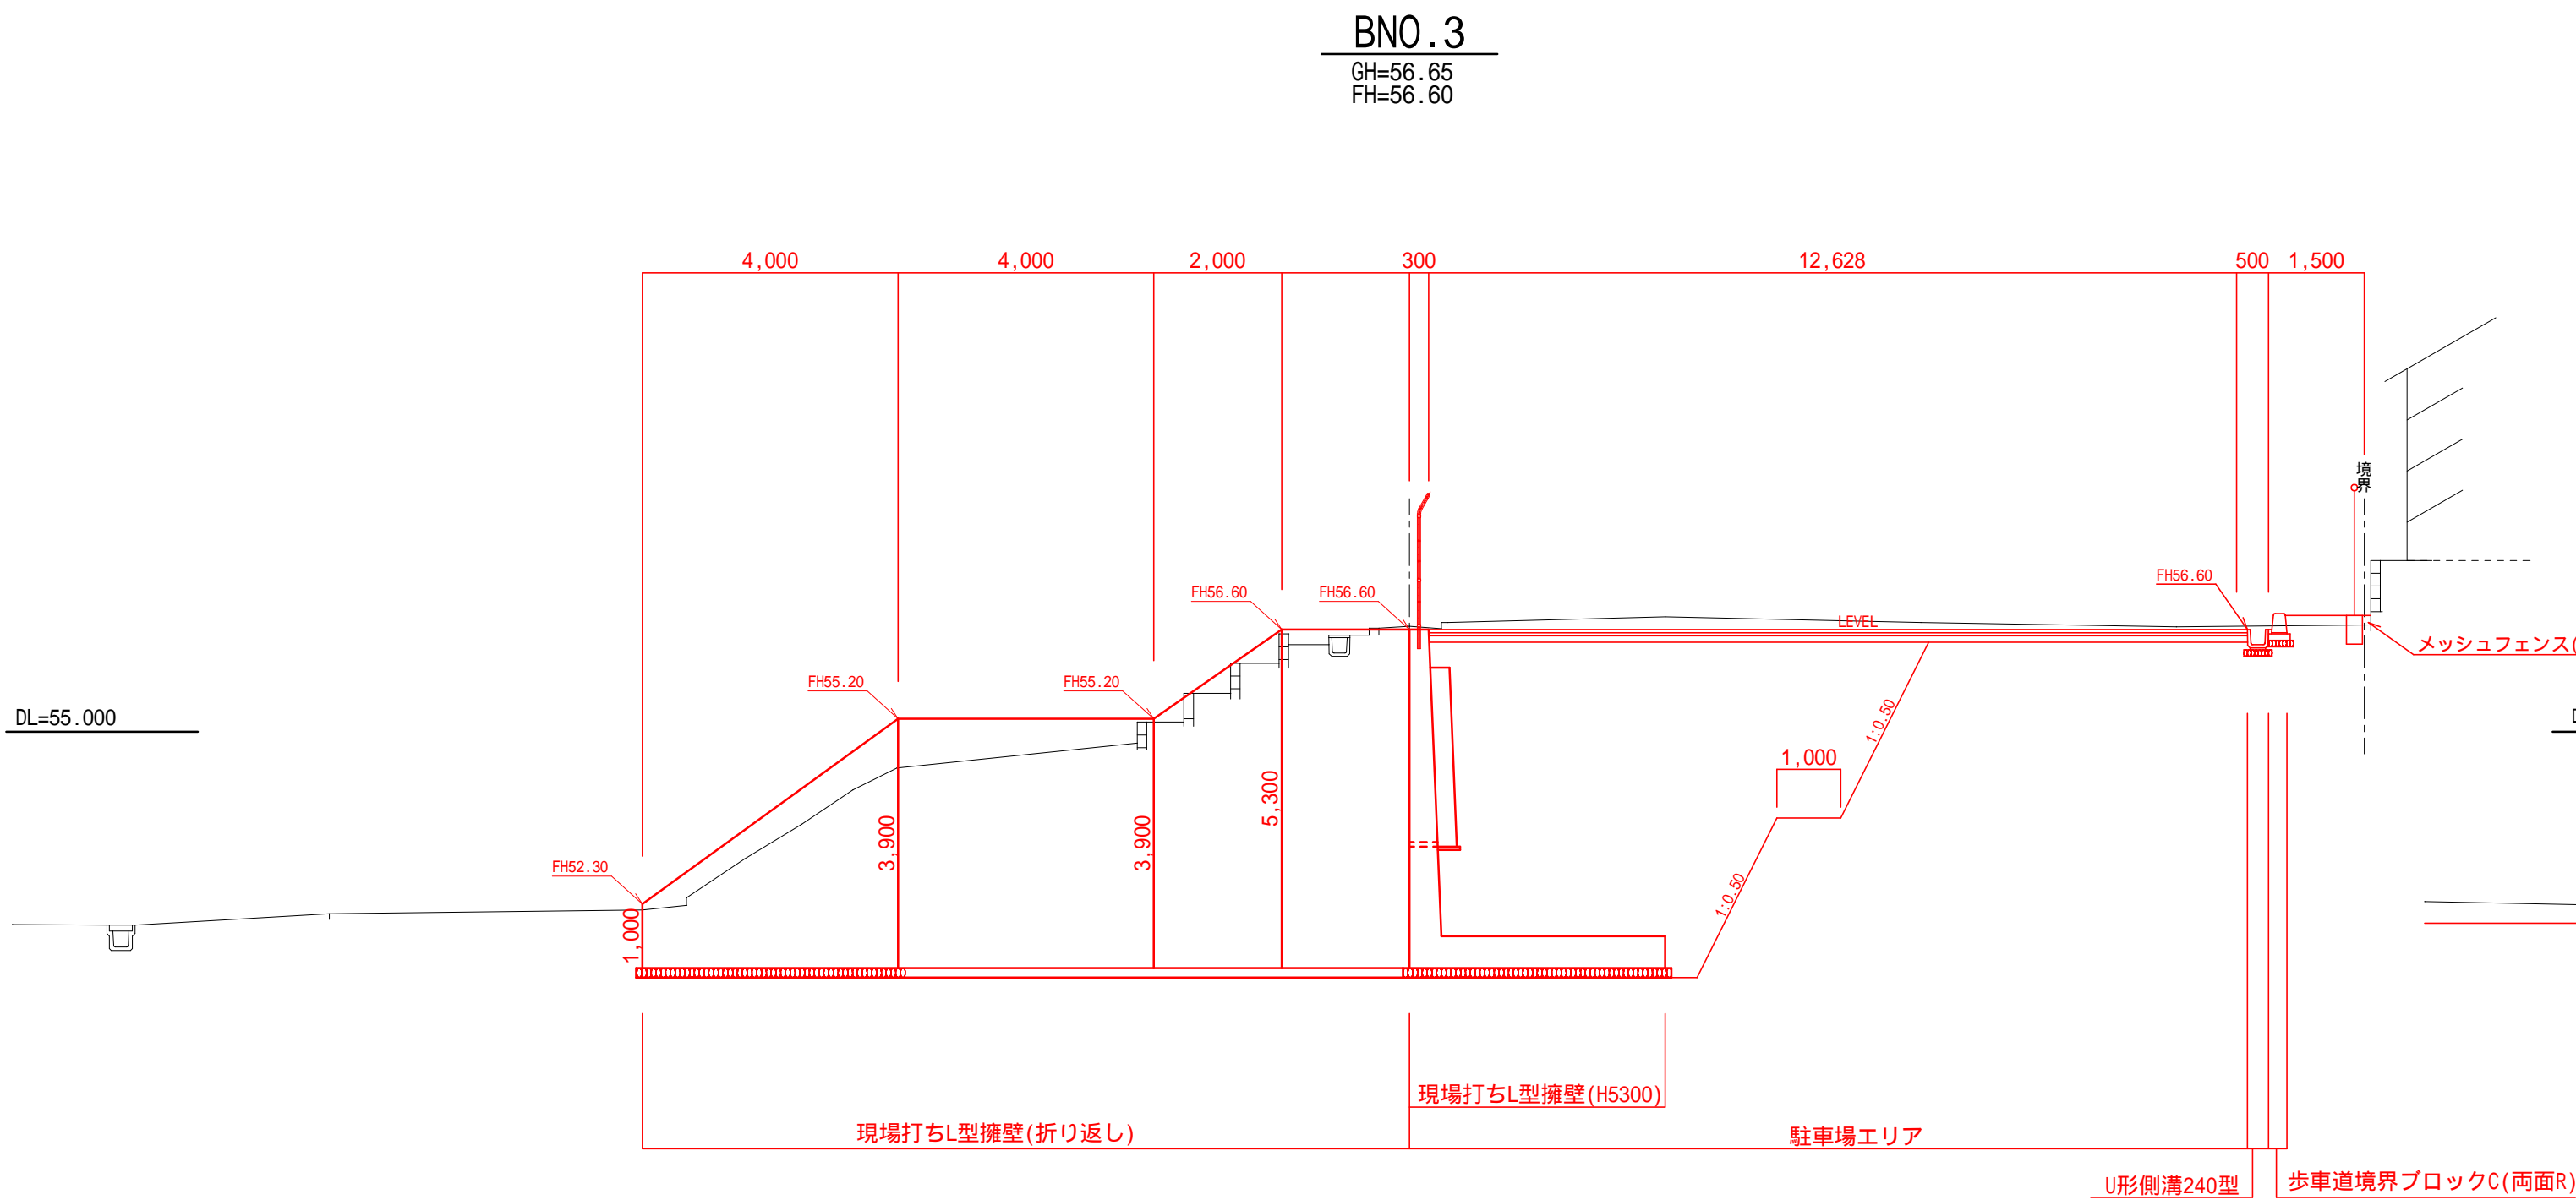 BNO.3
GH=56.65
FH=56.60
4,000
4,000
2,000
300
12,628
500
1,500
境界
FH56.60
FH56.60
FH56.60
LEVEL
メッシュフェンス(
FH55.20
FH55.20
DL=55.000
1:0.50
1,000
5,300
3,900
3,900
FH52.30
1:0.50
1,000
現場打ちL型擁壁(H5300)
現場打ちL型擁壁(折り返し)
駐車場エリア
U形側溝240型
歩車道境界ブロックC(両面R)